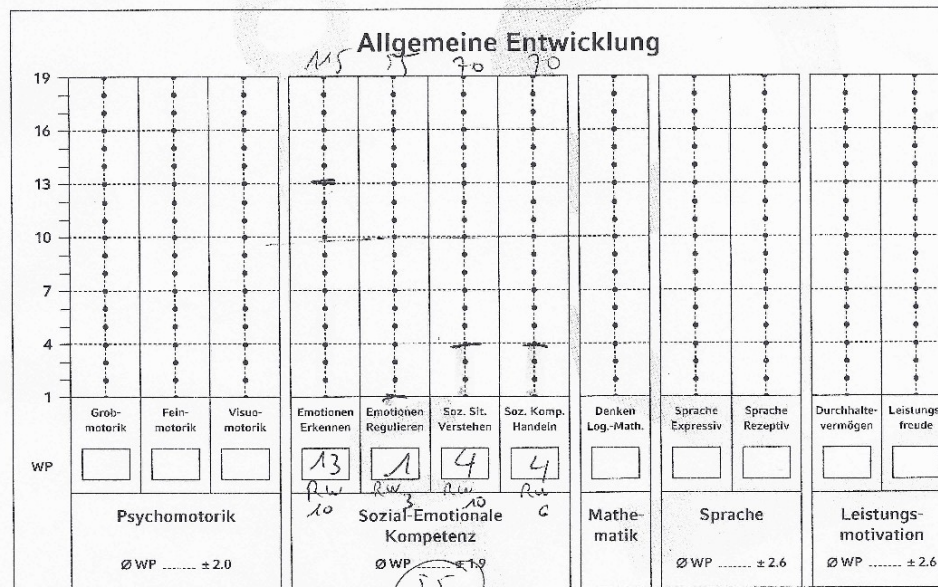 Allgemeine Entwicklung
115 55 70 70
19
16
13
10
7
4
1
Grob-motorik Fein-motorik Visuo-motorik Emotionen Erkennen Emotionen Regulieren Soz. Sit. Verstehen Soz. Komp. Handeln Denken Log.-Math. Sprache Expressiv Sprache Rezeptiv Durchhalte-vermögen Leistungs freude
WP 13 1 4 4
RW 10 RW 3 RW 10 RW 6
Psychomotorik Sozial-Emotionale Kompetenz Mathe-matik Sprache Leistungs-motivation
Ø WP ...... ± 2.0 Ø WP ...... ± 1.9 Ø WP ...... ± 2.6 Ø WP ...... ± 2.6
55